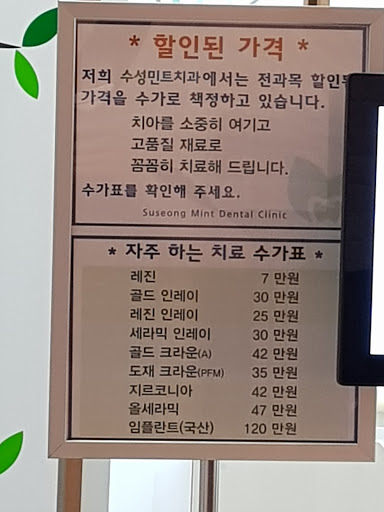 * 할인된 가격 *
저희 수성민트치과에서는 전과목
가격을 수가로 책정하고 있습니다.
치아를 소중히 여기고
고품질 재료로
꼼꼼히 치료해 드립니다.
수가표를 확인해 주세요.
Suseong Mint Dental Clinic
* 자주 하는 치료 수가표 *
레진 7 만원
골드 인레이 30 만원
레진 인레이 25 만원
세라믹 인레이 30 만원
골드 크라운(A) 42 만원
도재 크라운(PFM) 35 만원
지르코니아 42 만원
올세라믹 47 만원
임플란트(국산) 120 만원